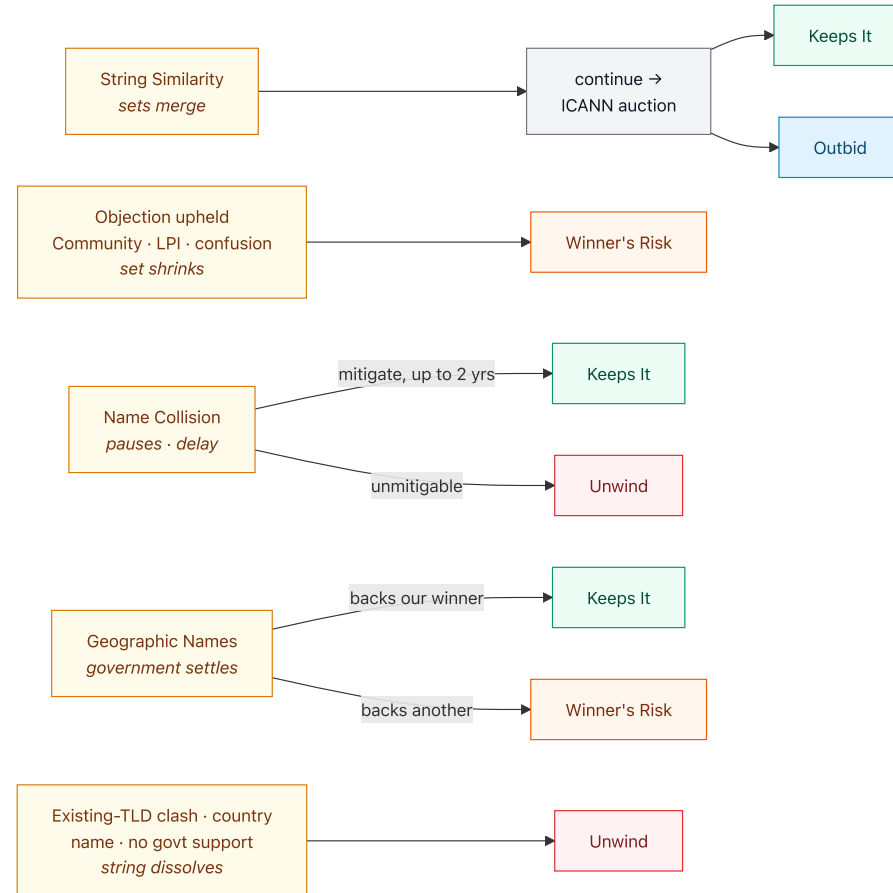 String Similarity
sets merge
continue →
ICANN auction
Keeps It
Outbid
Objection upheld
Community · LPI · confusion
set shrinks
Winner's Risk
Name Collision
pauses · delay
mitigate, up to 2 yrs
Keeps It
unmitigable
Unwind
Geographic Names
government settles
backs our winner
Keeps It
backs another
Winner's Risk
Existing-TLD clash · country
name · no govt support
string dissolves
Unwind